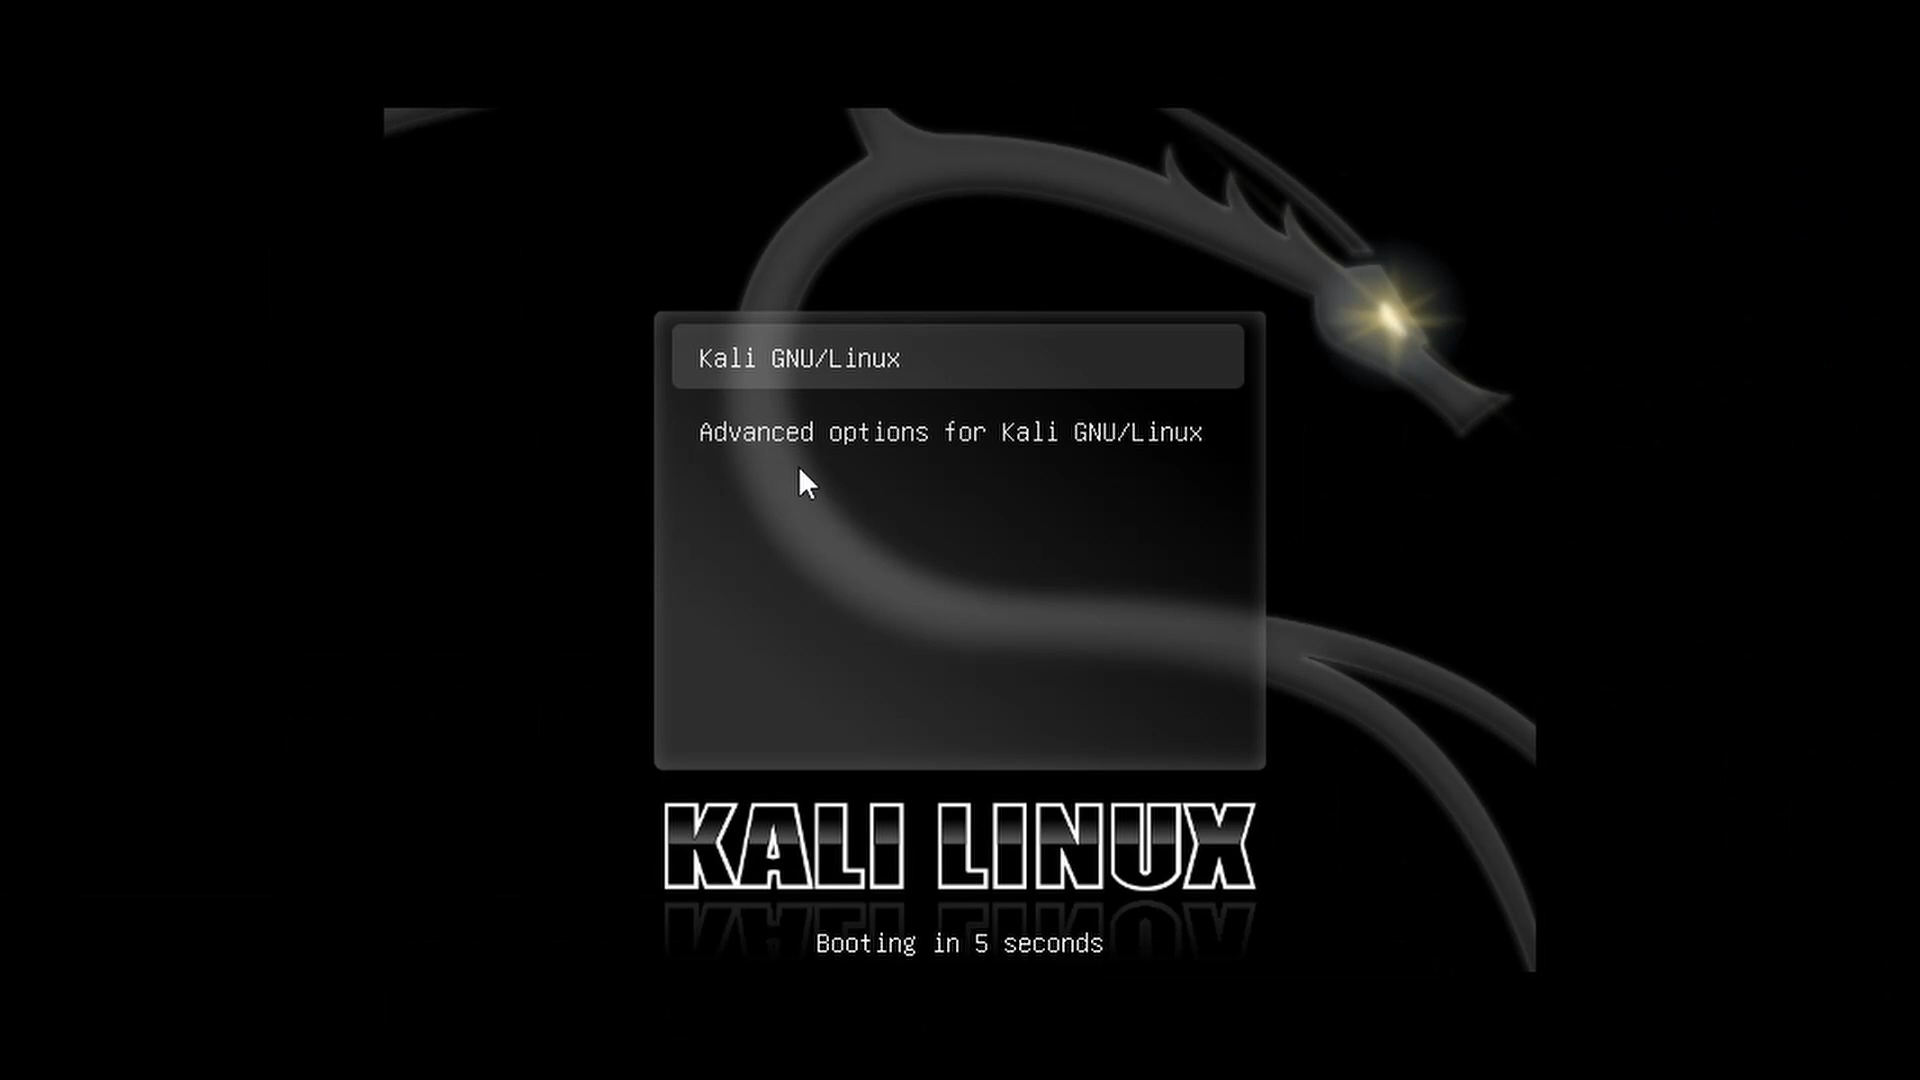 Kali GNU/Linux
Advanced options for Kali GNU/Linux
KALI LINUX
Booting in 5 seconds